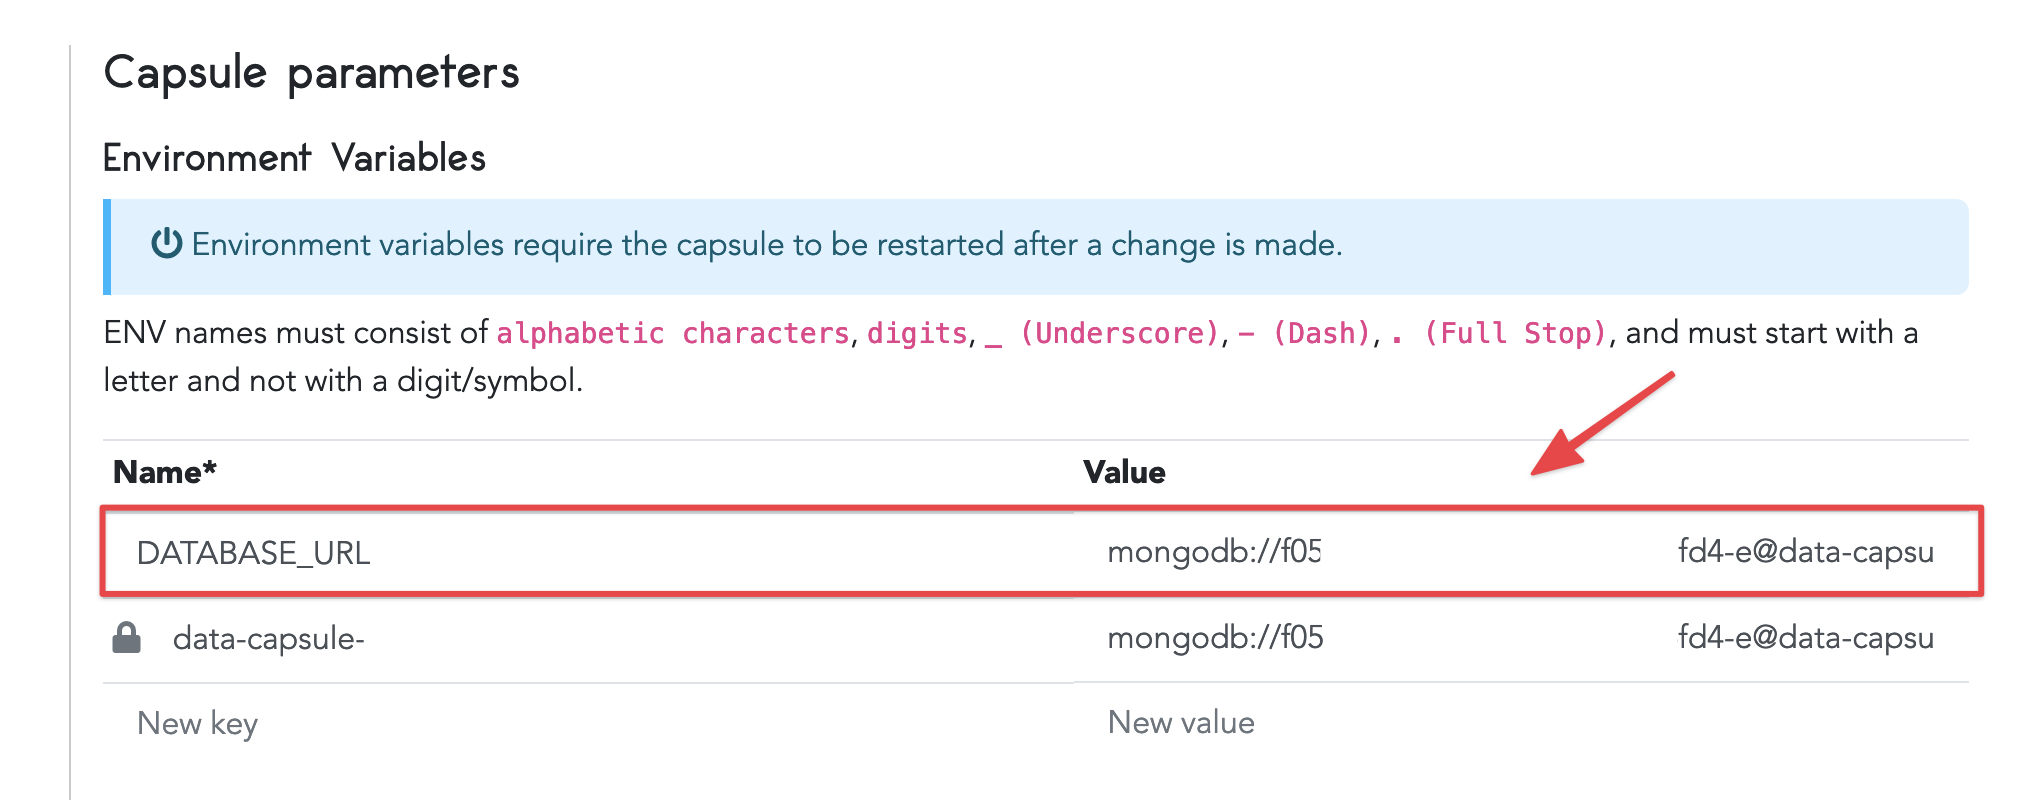 Capsule parameters
Environment Variables
Environment variables require the capsule to be restarted after a change is made.
ENV names must consist of alphabetic characters, digits, _ (Underscore), - (Dash), . (Full Stop), and must start with a
letter and not with a digit/symbol.
Name* Value
DATABASE_URL mongodb://f05 fd4-e@data-capsu
data-capsule- mongodb://f05 fd4-e@data-capsu
New key New value